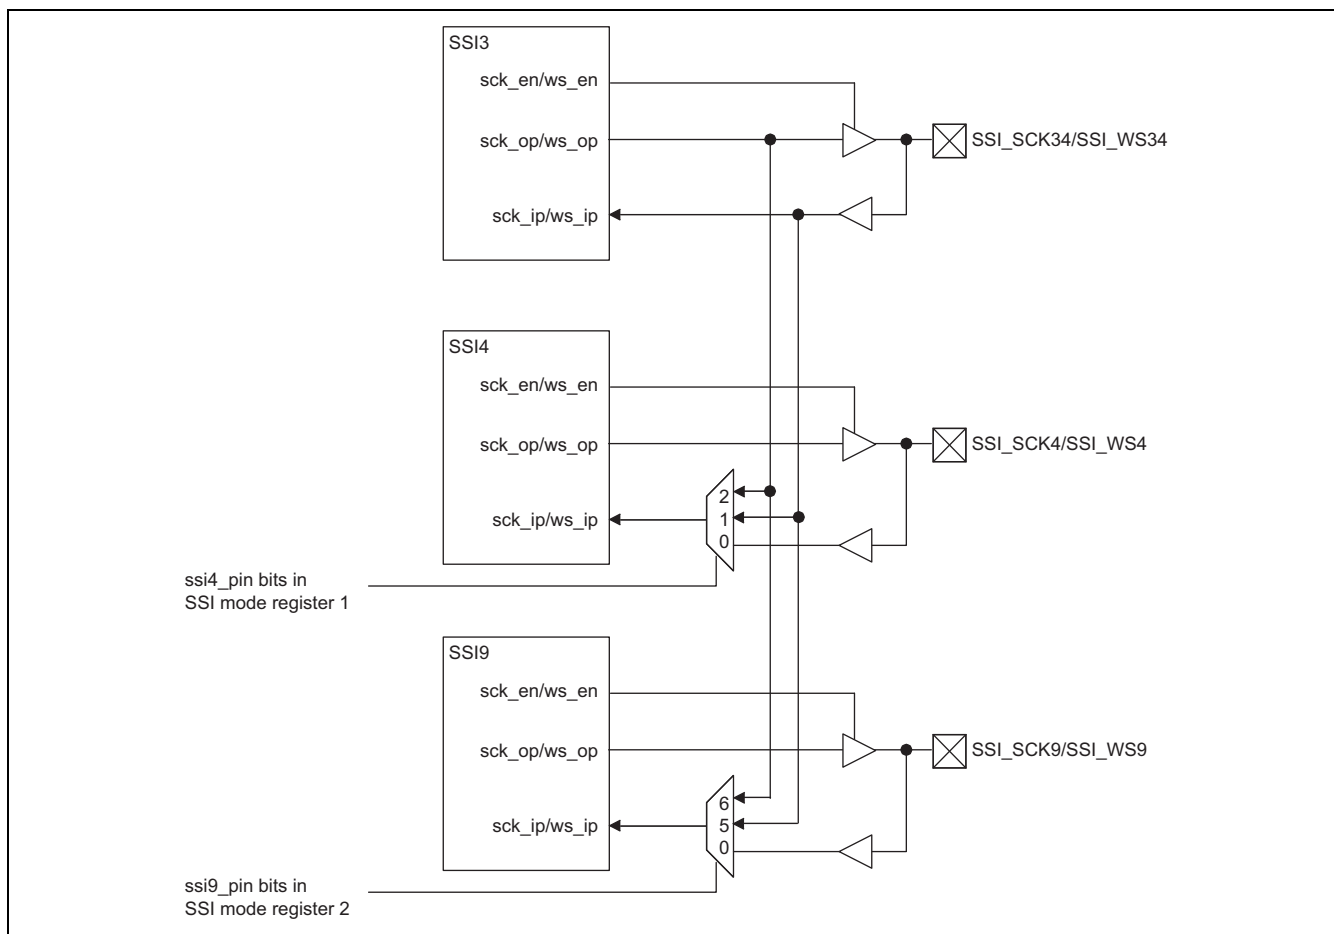 SSI3
sck_en/ws_en
sck_op/ws_op
SSI_SCK34/SSI_WS34
sck_ip/ws_ip
SSI4
sck_en/ws_en
sck_op/ws_op
SSI_SCK4/SSI_WS4
2
sck_ip/ws_ip
1
0
ssi4_pin bits in
SSI mode register 1
SSI9
sck_en/ws_en
sck_op/ws_op
SSI_SCK9/SSI_WS9
6
sck_ip/ws_ip
5
0
ssi9_pin bits in
SSI mode register 2